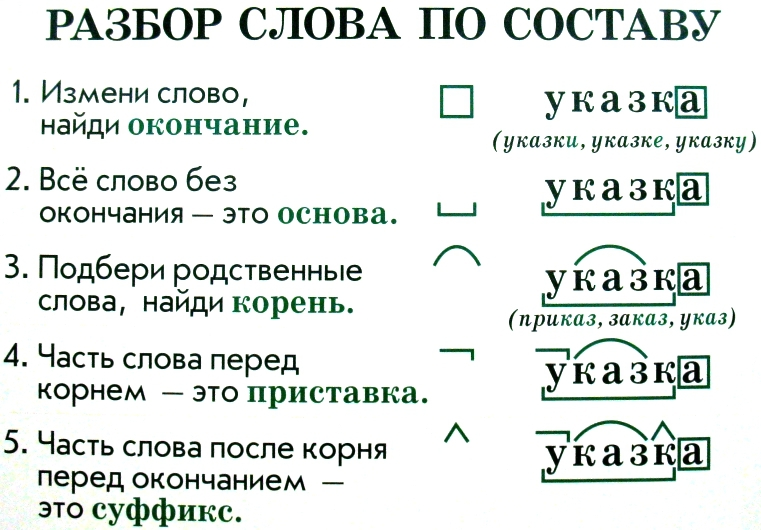 РАЗБОР СЛОВА ПО СОСТАВУ
1. Измени слово,
найди окончание.
указка
(указки, указке, указку)
2. Всё слово без
окончания — это основа.
указка
3. Подбери родственные
слова, найди корень.
указка
(приказ, заказ, указ)
4. Часть слова перед
корнем — это приставка.
указка
5. Часть слова после корня
перед окончанием —
это суффикс.
указка